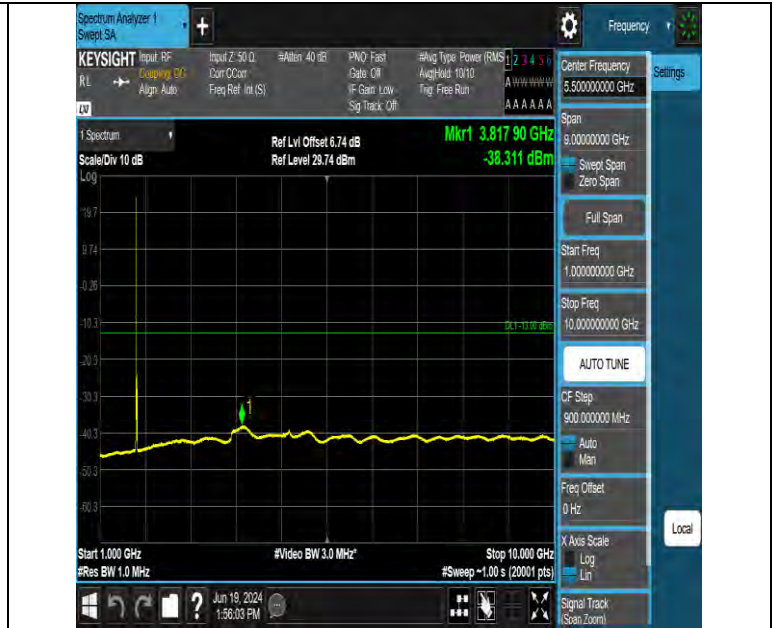 Spectrum Analyzer 1
Swept SA
+
Frequency
KEYSIGHT
RL
Input: RF
Coupling: DC
Align: Auto
Input Z: 50 Ω
Corr CCorr
Freq Ref: Int (S)
#Atten: 40 dB
PNO: Fast
Gate: Off
IF Gain: Low
Sig Track: Off
#Avg Type: Power (RMS
Avg|Hold: 10/10
Trig: Free Run
1 2 3 4 5 6
A W W W W W
A A A A A A
LV
1 Spectrum
Scale/Div 10 dB
Log
Ref Lvl Offset 6.74 dB
Ref Level 29.74 dBm
Mkr1 3.817 90 GHz
-38.311 dBm
19.7
9.74
-0.26
-10.3
-20.3
-30.3
-40.3
-50.3
-60.3
DL1 -13.00 dBm
1
Start 1.000 GHz
#Res BW 1.0 MHz
#Video BW 3.0 MHz*
Stop 10.000 GHz
#Sweep ~1.00 s (20001 pts)
Center Frequency
5.500000000 GHz
Span
9.00000000 GHz
Swept Span
Zero Span
Full Span
Start Freq
1.000000000 GHz
Stop Freq
10.000000000 GHz
AUTO TUNE
CF Step
900.000000 MHz
Auto
Man
Freq Offset
0 Hz
X Axis Scale
Log
Lin
Signal Track
(Span Zoom)
Settings
Local
?
Jun 19, 2024
1:56:03 PM